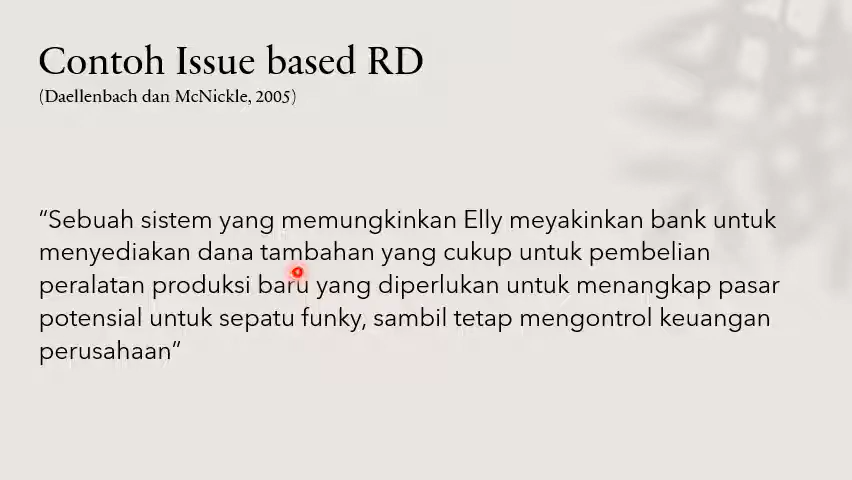 Contoh Issue based RD
(Daellenbach dan McNickle, 2005)
“Sebuah sistem yang memungkinkan Elly meyakinkan bank untuk
menyediakan dana tambahan yang cukup untuk pembelian
peralatan produksi baru yang diperlukan untuk menangkap pasar
potensial untuk sepatu funky, sambil tetap mengontrol keuangan
perusahaan”